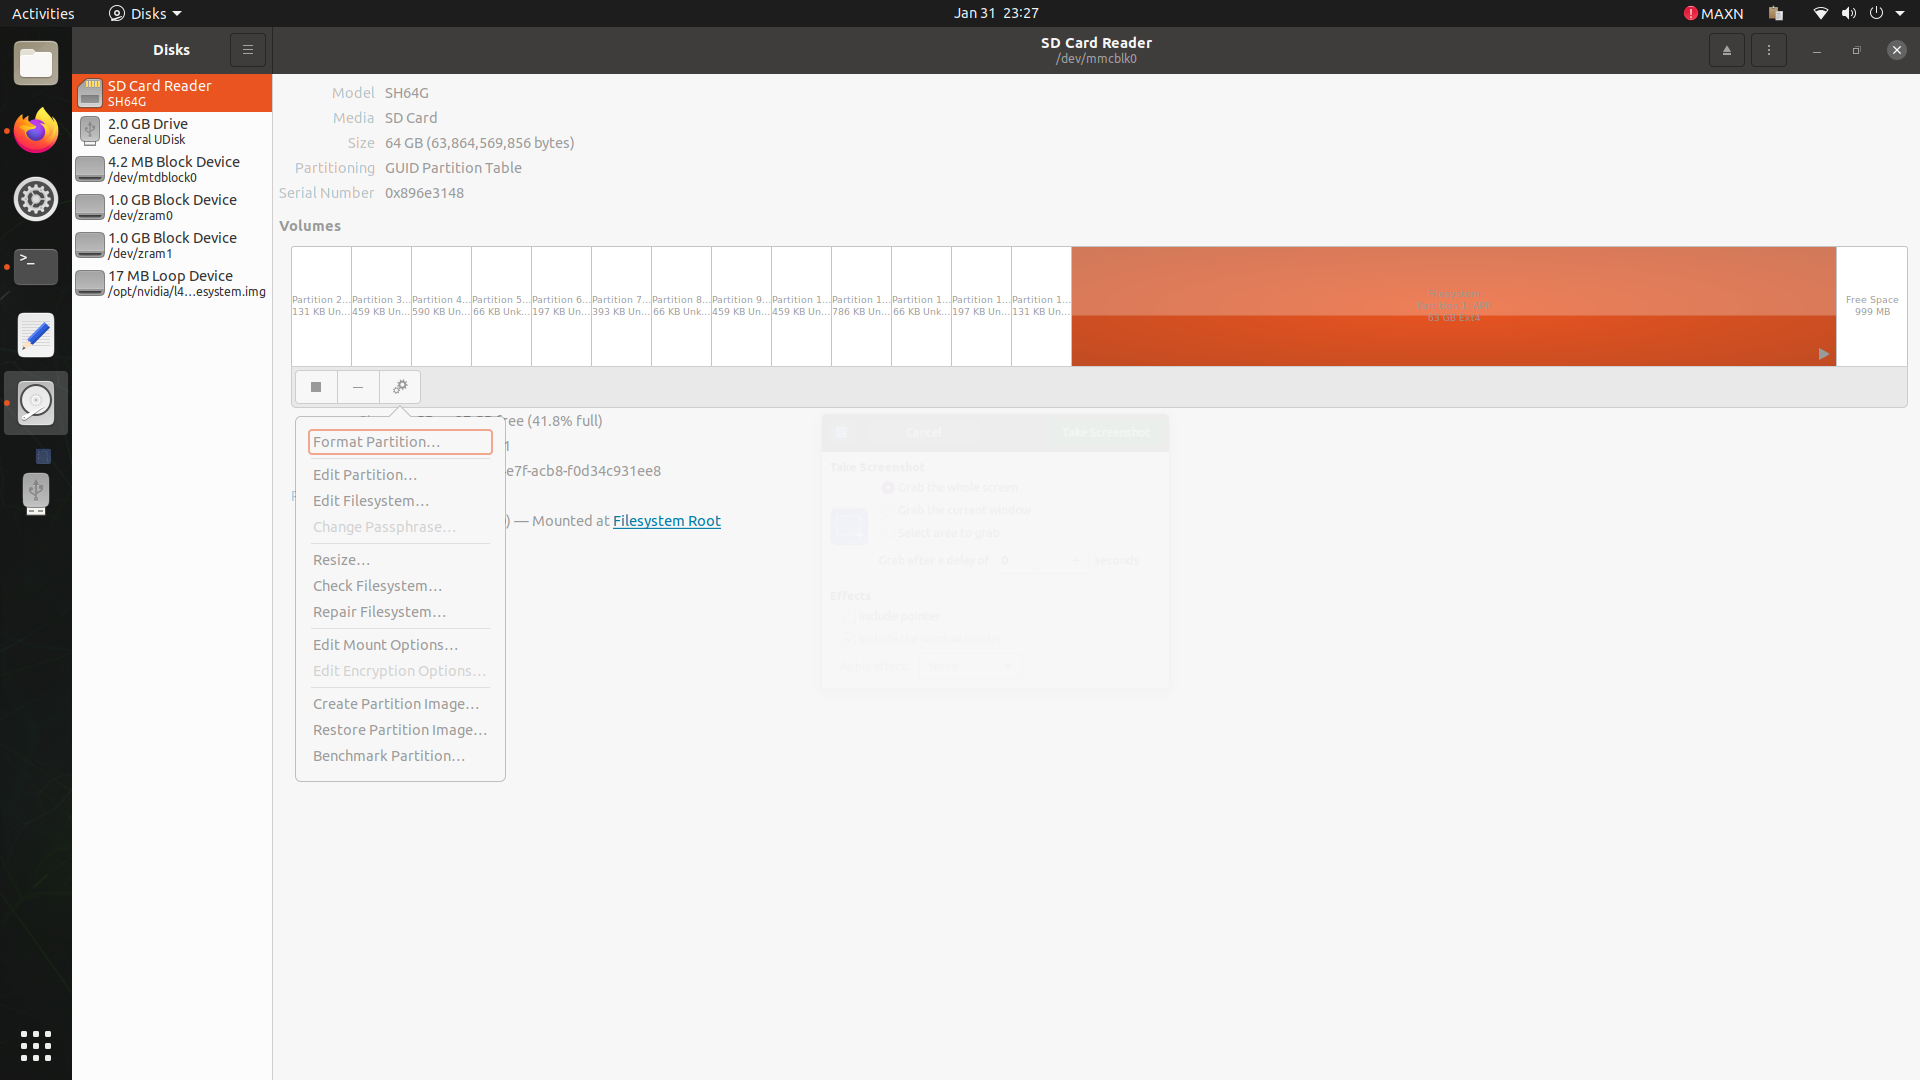 Activities
Disks
Jan 31 23:27
MAXN
Disks
SD Card Reader
/dev/mmcblk0
SD Card Reader
SH64G
2.0 GB Drive
General UDisk
4.2 MB Block Device
/dev/mtdblock0
1.0 GB Block Device
/dev/zram0
1.0 GB Block Device
/dev/zram1
17 MB Loop Device
/opt/nvidia/l4…esystem.img
Model SH64G
Media SD Card
Size 64 GB (63,864,569,856 bytes)
Partitioning GUID Partition Table
Serial Number 0x896e3148
Volumes
Partition 2…
131 KB Un…
Partition 3…
459 KB Un…
Partition 4…
590 KB Un…
Partition 5…
66 KB Unk…
Partition 6…
197 KB Un…
Partition 7…
393 KB Un…
Partition 8…
66 KB Unk…
Partition 9…
459 KB Un…
Partition 1…
459 KB Un…
Partition 1…
786 KB Un…
Partition 1…
66 KB Unk…
Partition 1…
197 KB Un…
Partition 1…
131 KB Un…
Filesystem
Partition 1: APP
63 GB Ext4
Free Space
999 MB
free (41.8% full)
1
e7f-acb8-f0d34c931ee8
) — Mounted at Filesystem Root
Format Partition…
Edit Partition…
Edit Filesystem…
Change Passphrase…
Resize…
Check Filesystem…
Repair Filesystem…
Edit Mount Options…
Edit Encryption Options…
Create Partition Image…
Restore Partition Image…
Benchmark Partition…
Cancel
Take Screenshot
Take Screenshot
Grab the whole screen
Grab the current window
Select area to grab
Grab after a delay of 0 + seconds
Effects
Include pointer
Include the window border
Apply effect: None